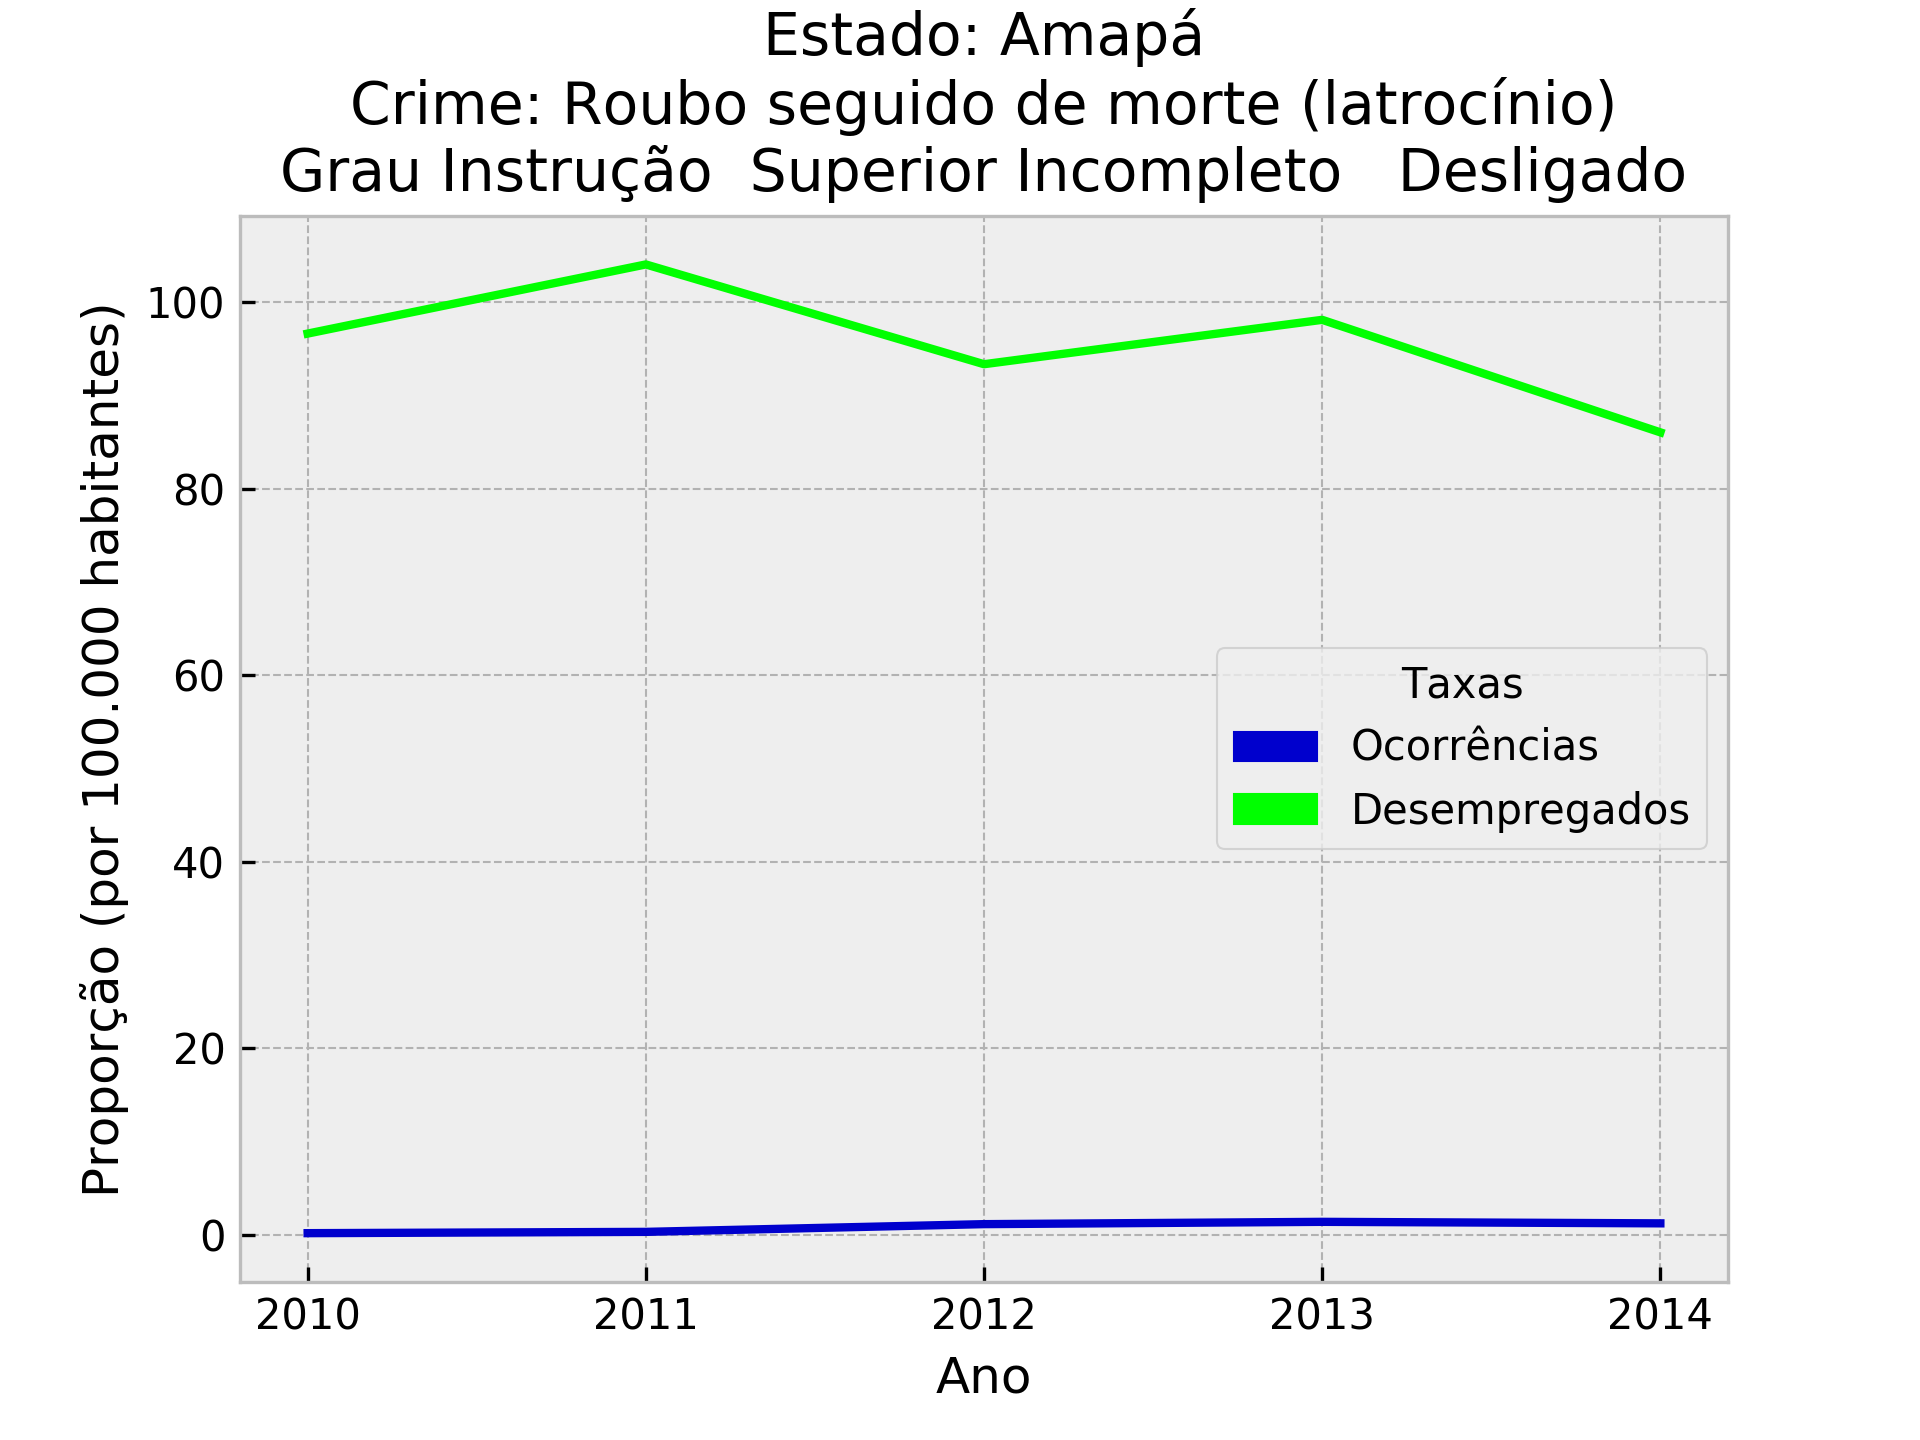 Estado: Amapá
Crime: Roubo seguido de morte (latrocínio)
Grau Instrução  Superior Incompleto   Desligado
Proporção (por 100.000 habitantes)
100
80
60
40
20
0
Taxas
Ocorrências
Desempregados
2010 2011 2012 2013 2014
Ano